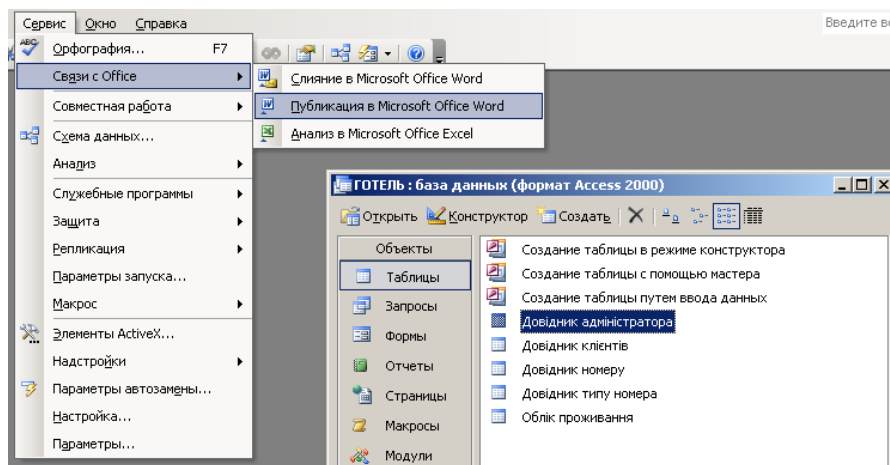 Сервис Окно Справка
Введите в
Орфография... F7
Связи с Office
Совместная работа
Схема данных...
Анализ
Служебные программы
Защита
Репликация
Параметры запуска...
Макрос
Элементы ActiveX...
Надстройки
Параметры автозамены...
Настройка...
Параметры...
Слияние в Microsoft Office Word
Публикация в Microsoft Office Word
Анализ в Microsoft Office Excel
ГОТЕЛЬ : база данных (формат Access 2000)
Открыть Конструктор Создать
Объекты
Таблицы
Запросы
Формы
Отчеты
Страницы
Макросы
Модули
Создание таблицы в режиме конструктора
Создание таблицы с помощью мастера
Создание таблицы путем ввода данных
Довідник адміністратора
Довідник клієнтів
Довідник номеру
Довідник типу номера
Облік проживання